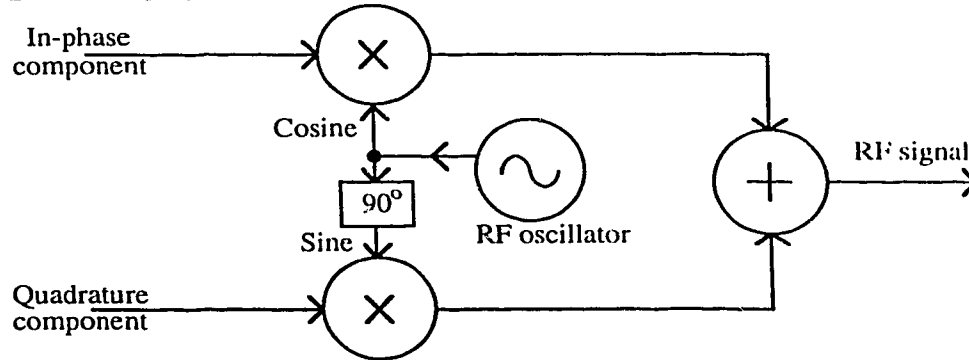 In-phase
component
Cosine
90°
Sine
RF oscillator
RF signal
Quadrature
component